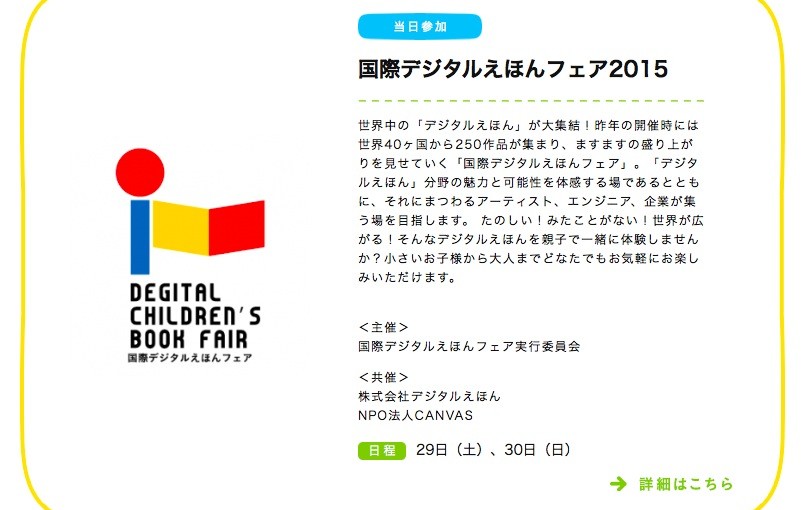 当日参加
国際デジタルえほんフェア2015
世界中の「デジタルえほん」が大集結！昨年の開催時には
世界40ヶ国から250作品が集まり、ますますの盛り上が
りを見せていく「国際デジタルえほんフェア」。「デジタ
ルえほん」分野の魅力と可能性を体感する場であるととも
に、それにまつわるアーティスト、エンジニア、企業が集
う場を目指します。 たのしい！みたことがない！世界が広
がる！そんなデジタルえほんを親子で一緒に体験しません
か？小さいお子様から大人までどなたでもお気軽にお楽し
みいただけます。
＜主催＞
国際デジタルえほんフェア実行委員会
＜共催＞
株式会社デジタルえほん
NPO法人CANVAS
日程 29日（土）、30日（日）
詳細はこちら
DEGITAL
CHILDREN'S
BOOK FAIR
国際デジタルえほんフェア